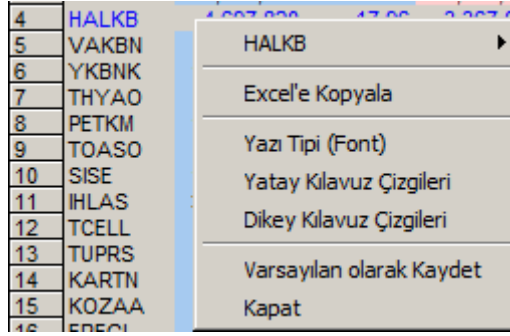 4 HALKB
5 VAKBN
6 YKBNK
7 THYAO
8 PETKM
9 TOASO
10 SISE
11 IHLAS
12 TCELL
13 TUPRS
14 KARTN
15 KOZAA
HALKB
Excel'e Kopyala
Yazı Tipi (Font)
Yatay Kılavuz Çizgileri
Dikey Kılavuz Çizgileri
Varsayılan olarak Kaydet
Kapat